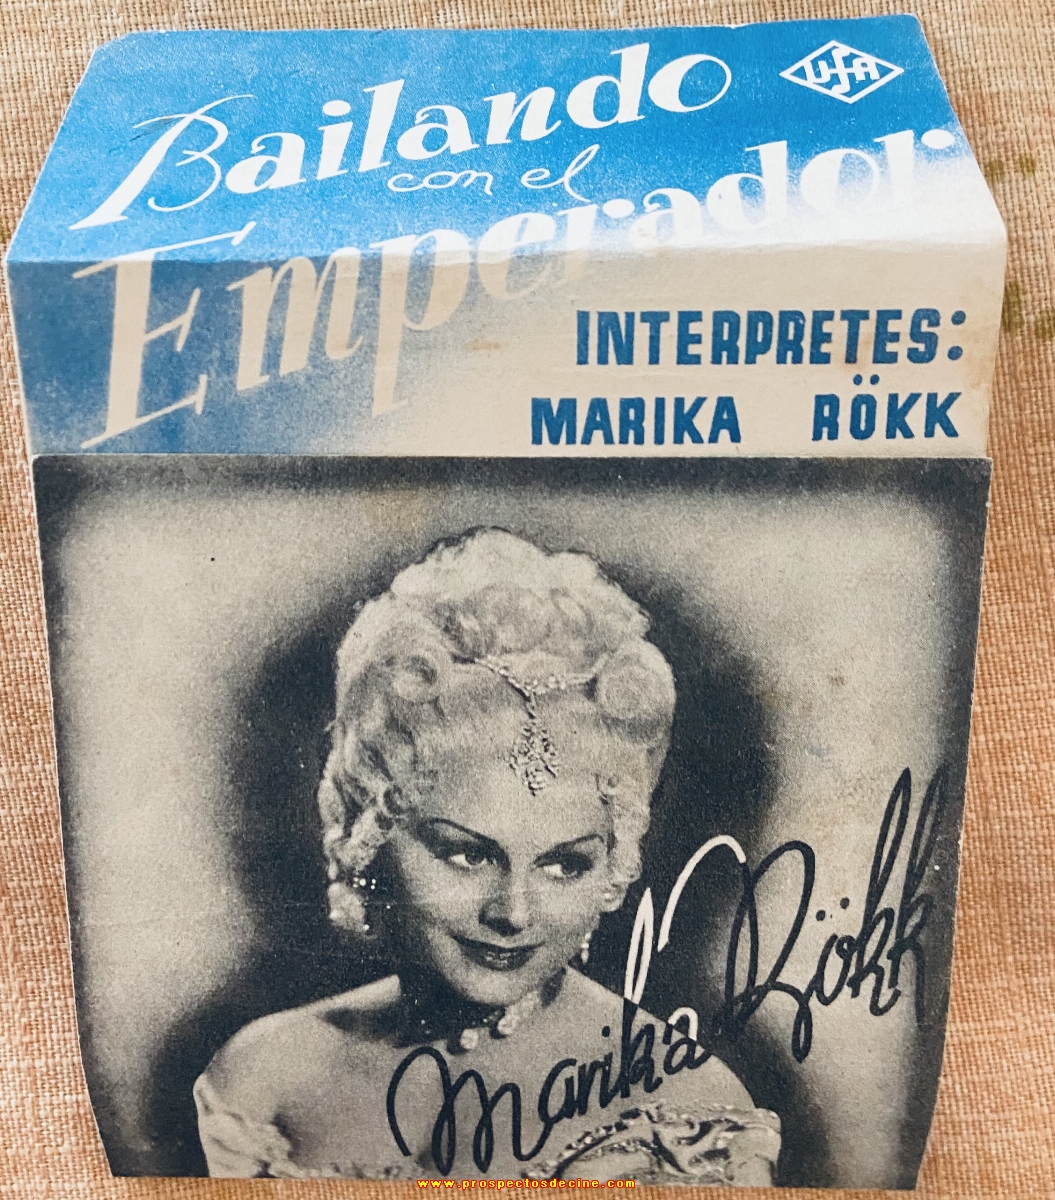 Bailando
UFA
con el
Emperador
INTERPRETES:
MARIKA RÖKK
Marika Rökk
www.prospectosdecine.com